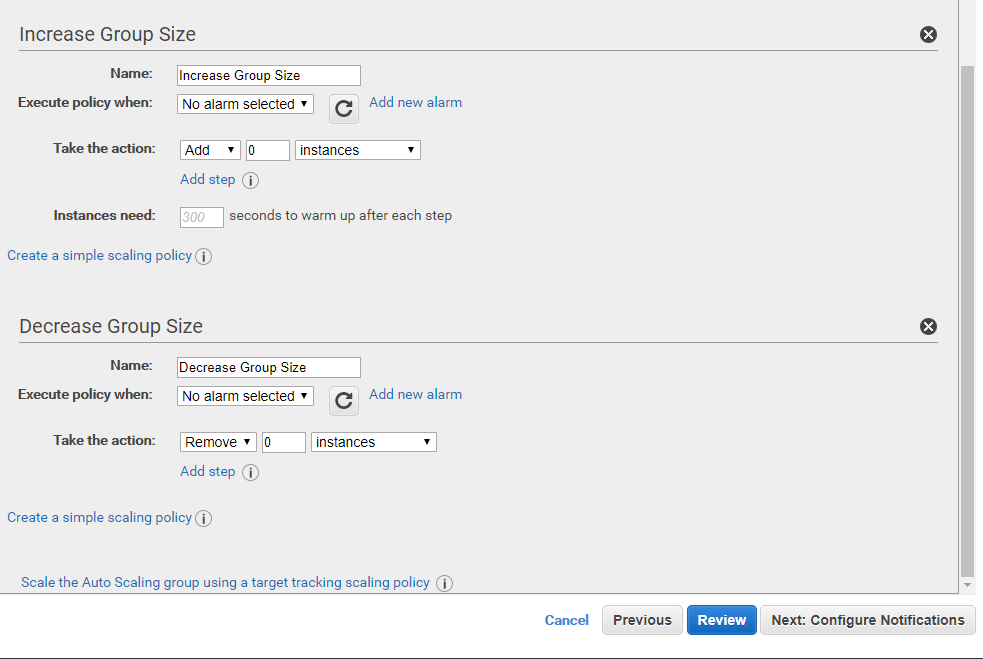 Increase Group Size
Name: Increase Group Size
Execute policy when: No alarm selected Add new alarm
Take the action: Add 0 instances
Add step i
Instances need: 300 seconds to warm up after each step
Create a simple scaling policy i
Decrease Group Size
Name: Decrease Group Size
Execute policy when: No alarm selected Add new alarm
Take the action: Remove 0 instances
Add step i
Create a simple scaling policy i
Scale the Auto Scaling group using a target tracking scaling policy i
Cancel Previous Review Next: Configure Notifications